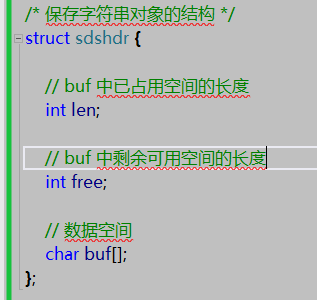 /* 保存字符串对象的结构 */
struct sdshdr {
// buf 中已占用空间的长度
int len;
// buf 中剩余可用空间的长度
int free;
// 数据空间
char buf[];
};